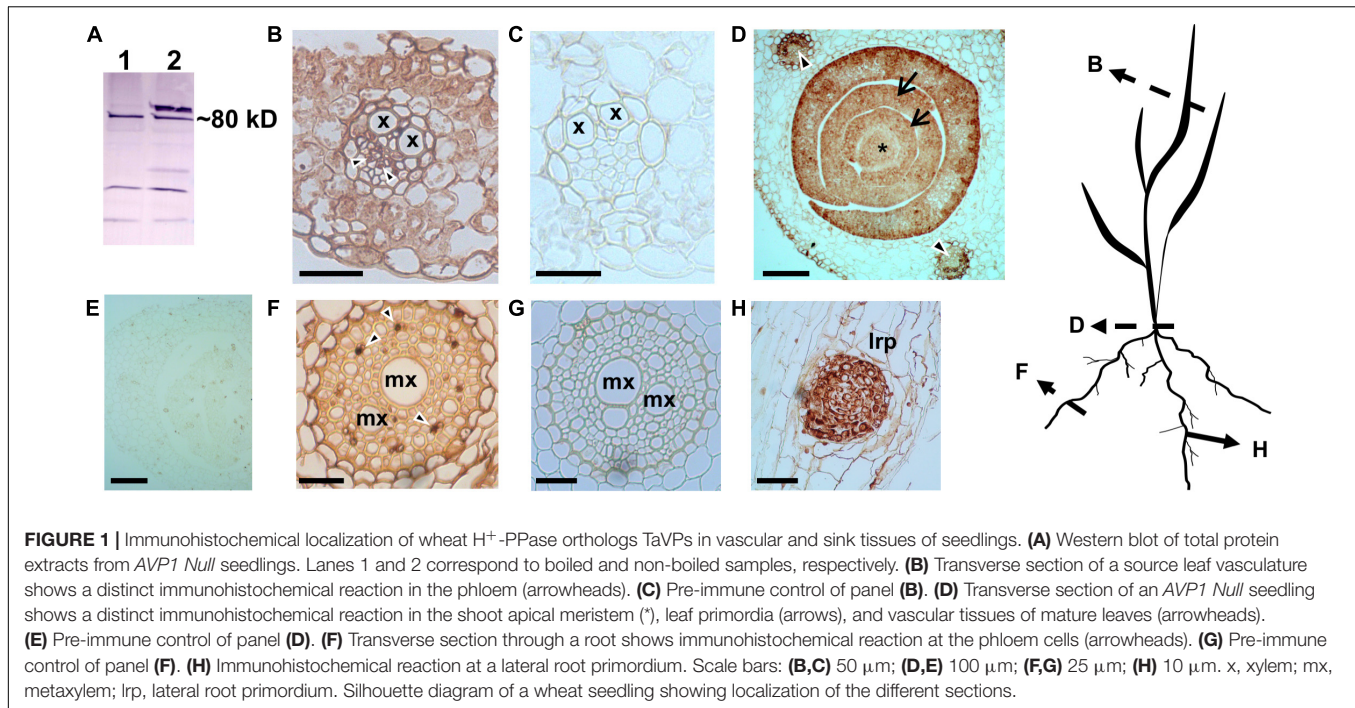 A
1 2
~80 kD
B
x
x
C
x
x
D
*
B
D
F
H
E
F
mx
mx
G
mx
mx
H
lrp
FIGURE 1 | Immunohistochemical localization of wheat H+-PPase orthologs TaVPs in vascular and sink tissues of seedlings. (A) Western blot of total protein
extracts from AVP1 Null seedlings. Lanes 1 and 2 correspond to boiled and non-boiled samples, respectively. (B) Transverse section of a source leaf vasculature
shows a distinct immunohistochemical reaction in the phloem (arrowheads). (C) Pre-immune control of panel (B). (D) Transverse section of an AVP1 Null seedling
shows a distinct immunohistochemical reaction in the shoot apical meristem (*), leaf primordia (arrows), and vascular tissues of mature leaves (arrowheads).
(E) Pre-immune control of panel (D). (F) Transverse section through a root shows immunohistochemical reaction at the phloem cells (arrowheads). (G) Pre-immune
control of panel (F). (H) Immunohistochemical reaction at a lateral root primordium. Scale bars: (B,C) 50 μm; (D,E) 100 μm; (F,G) 25 μm; (H) 10 μm. x, xylem; mx,
metaxylem; lrp, lateral root primordium. Silhouette diagram of a wheat seedling showing localization of the different sections.